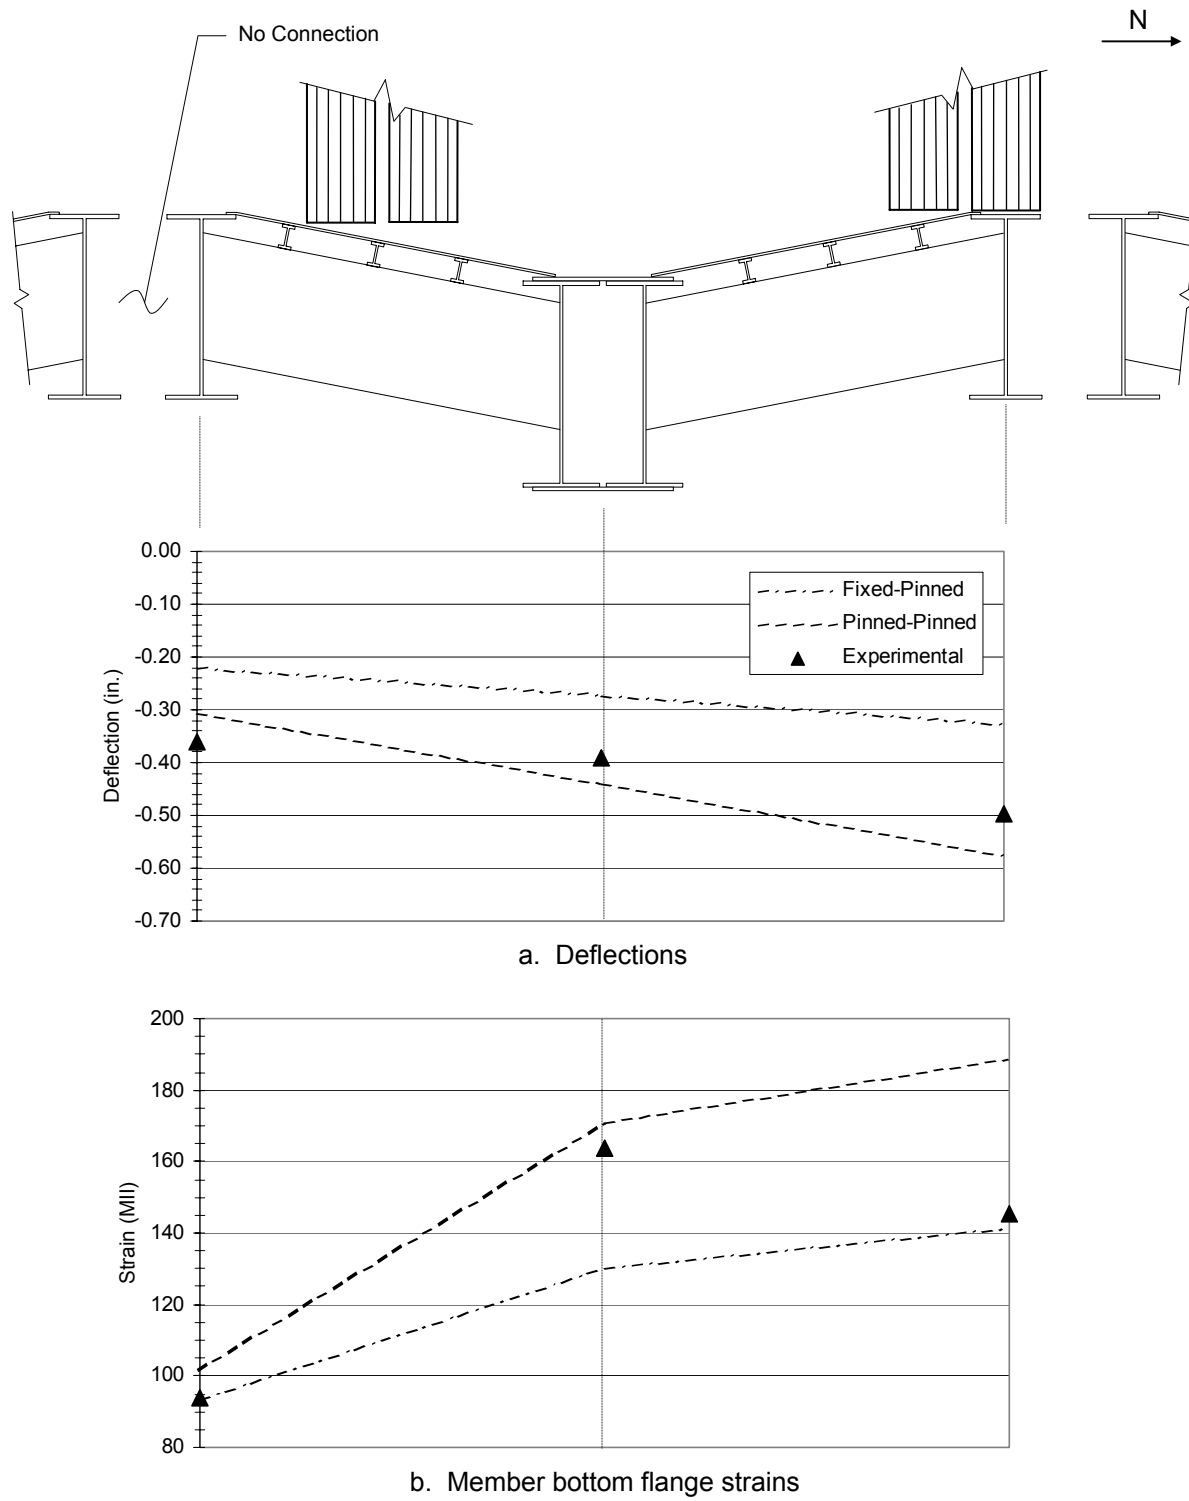 No Connection
N
0.00
-0.10
-0.20
-0.30
-0.40
-0.50
-0.60
-0.70
Deflection (in.)
Fixed-Pinned
Pinned-Pinned
Experimental
a. Deflections
200
180
160
140
120
100
80
Strain (MII)
b. Member bottom flange strains